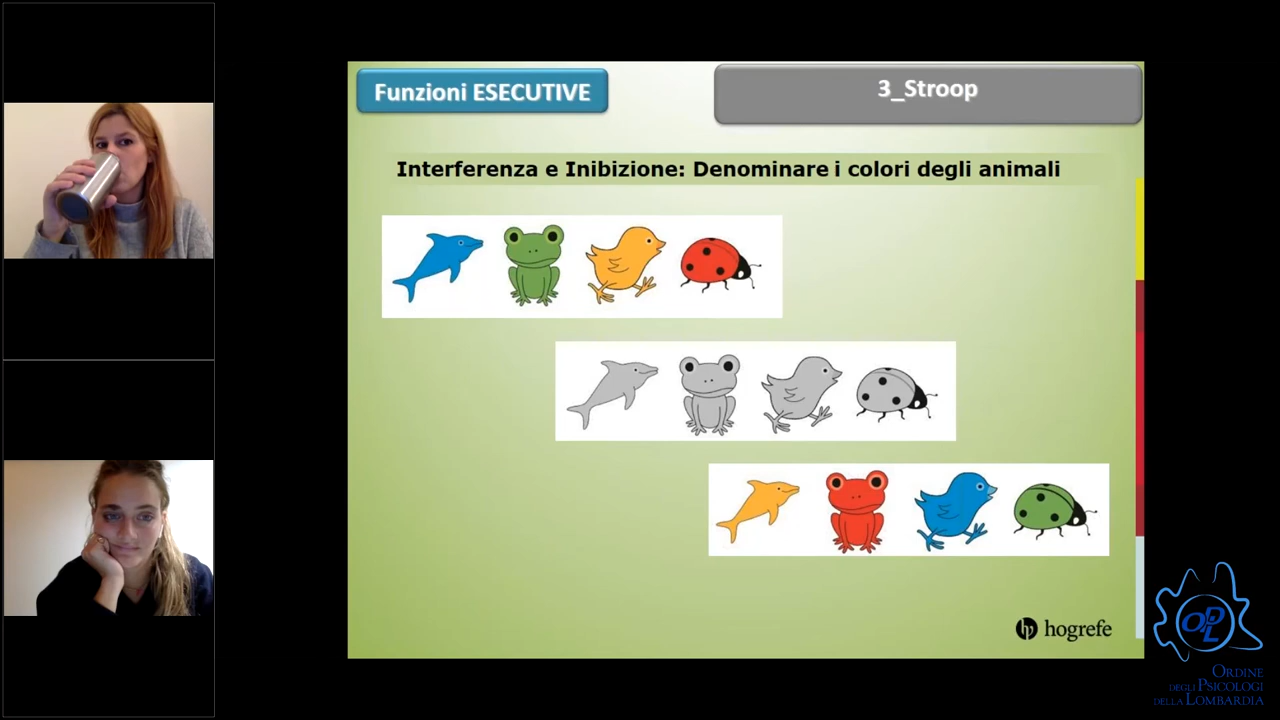 Funzioni ESECUTIVE
3_Stroop
Interferenza e Inibizione: Denominare i colori degli animali
hogrefe
OPL
ORDINE
DEGLI PSICOLOGI
DELLA LOMBARDIA